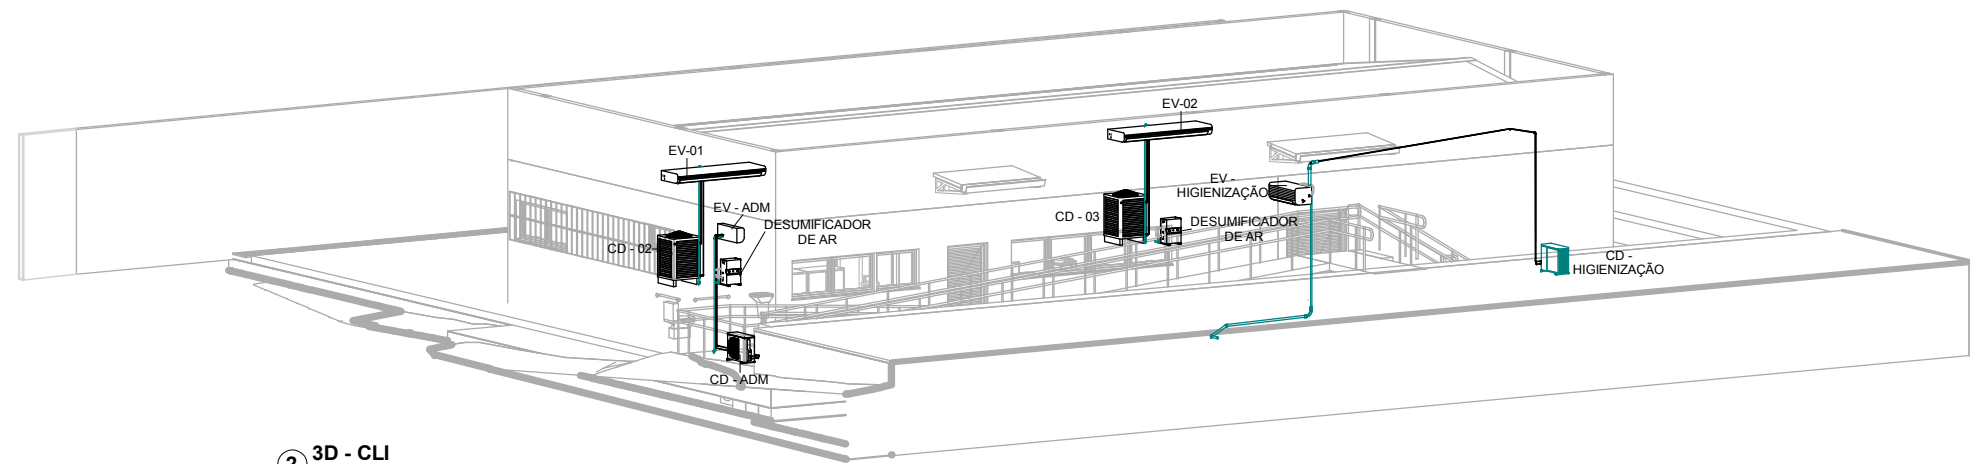 EV-02
EV-01
EV -
HIGIENIZAÇÃO
EV - ADM
CD - 03
DESUMIFICADOR
DE AR
DESUMIFICADOR
DE AR
CD - 02
CD -
HIGIENIZAÇÃO
CD - ADM
2
3D - CLI